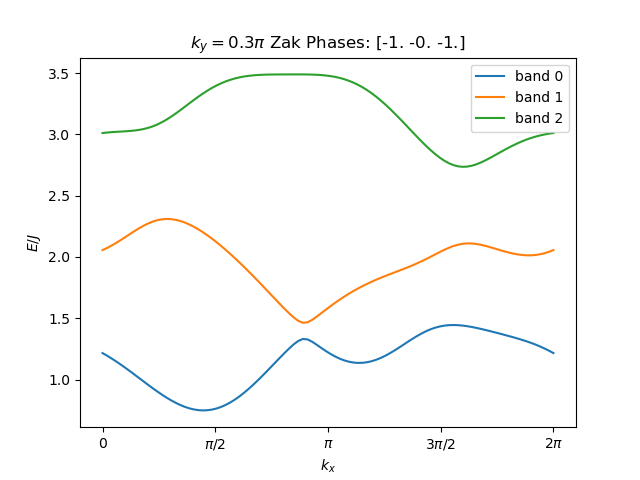 k_y = 0.3π Zak Phases: [-1. -0. -1.]
band 0
band 1
band 2
E/J
3.5
3.0
2.5
2.0
1.5
1.0
0 π/2 π 3π/2 2π
k_x